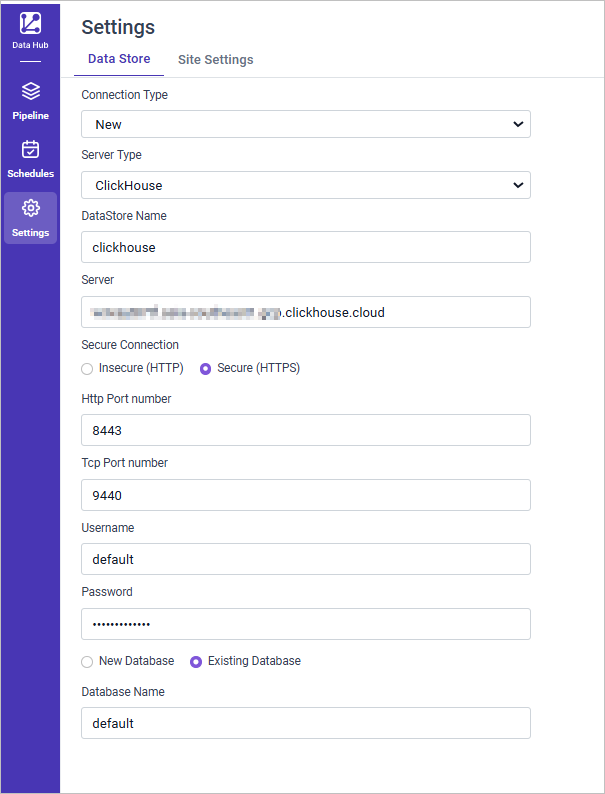 Data Hub
Pipeline
Schedules
Settings
Settings
Data Store
Site Settings
Connection Type
New
Server Type
ClickHouse
DataStore Name
clickhouse
Server
.clickhouse.cloud
Secure Connection
Insecure (HTTP) Secure (HTTPS)
Http Port number
8443
Tcp Port number
9440
Username
default
Password
•••••••••••••
New Database Existing Database
Database Name
default